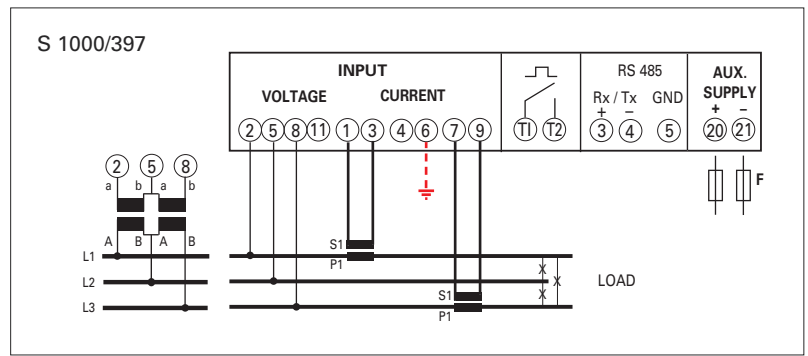 S 1000/397
INPUT
VOLTAGE CURRENT
2 5 8 11 1 3 4 6 7 9
T1 T2
RS 485
Rx / Tx GND
+ –
3 4 5
AUX.
SUPPLY
+ –
20 21
F
2 5 8
a b a b
A B A B
L1
L2
L3
S1
P1
S1
P1
X
X
X
LOAD